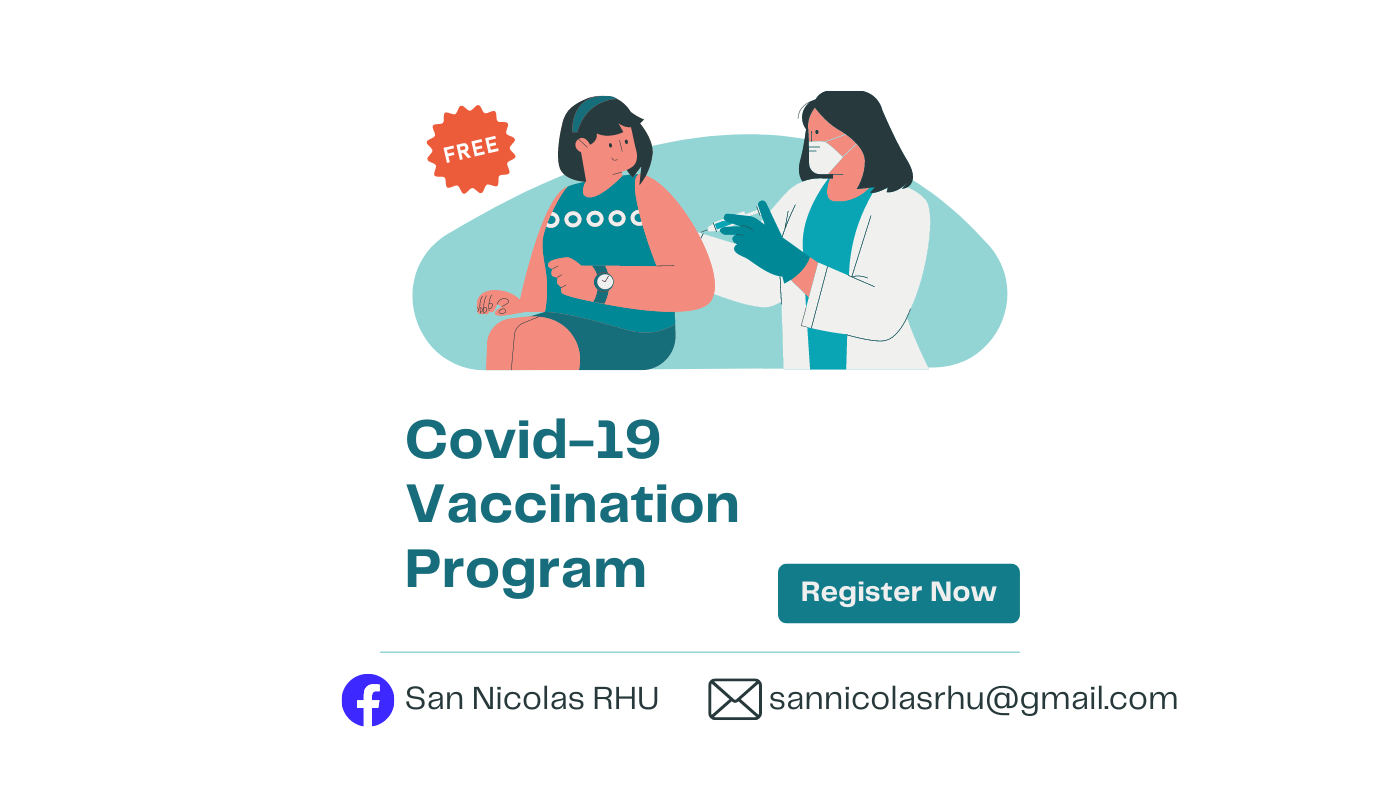 FREE
Covid-19
Vaccination
Program
Register Now
San Nicolas RHU
sannicolasrhu@gmail.com